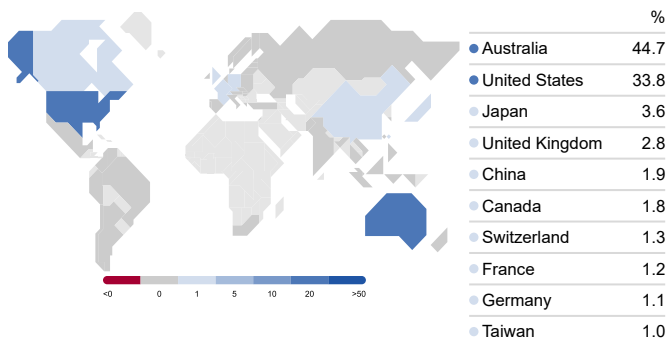 %
Australia 44.7
United States 33.8
Japan 3.6
United Kingdom 2.8
China 1.9
Canada 1.8
Switzerland 1.3
France 1.2
Germany 1.1
Taiwan 1.0
<0 0 1 5 10 20 >50